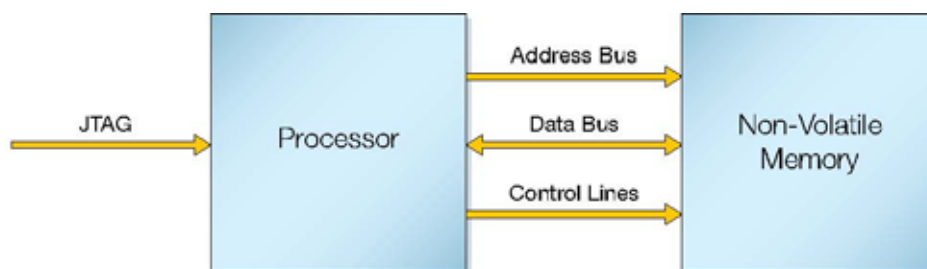 JTAG
Processor
Address Bus
Data Bus
Control Lines
Non-Volatile
Memory